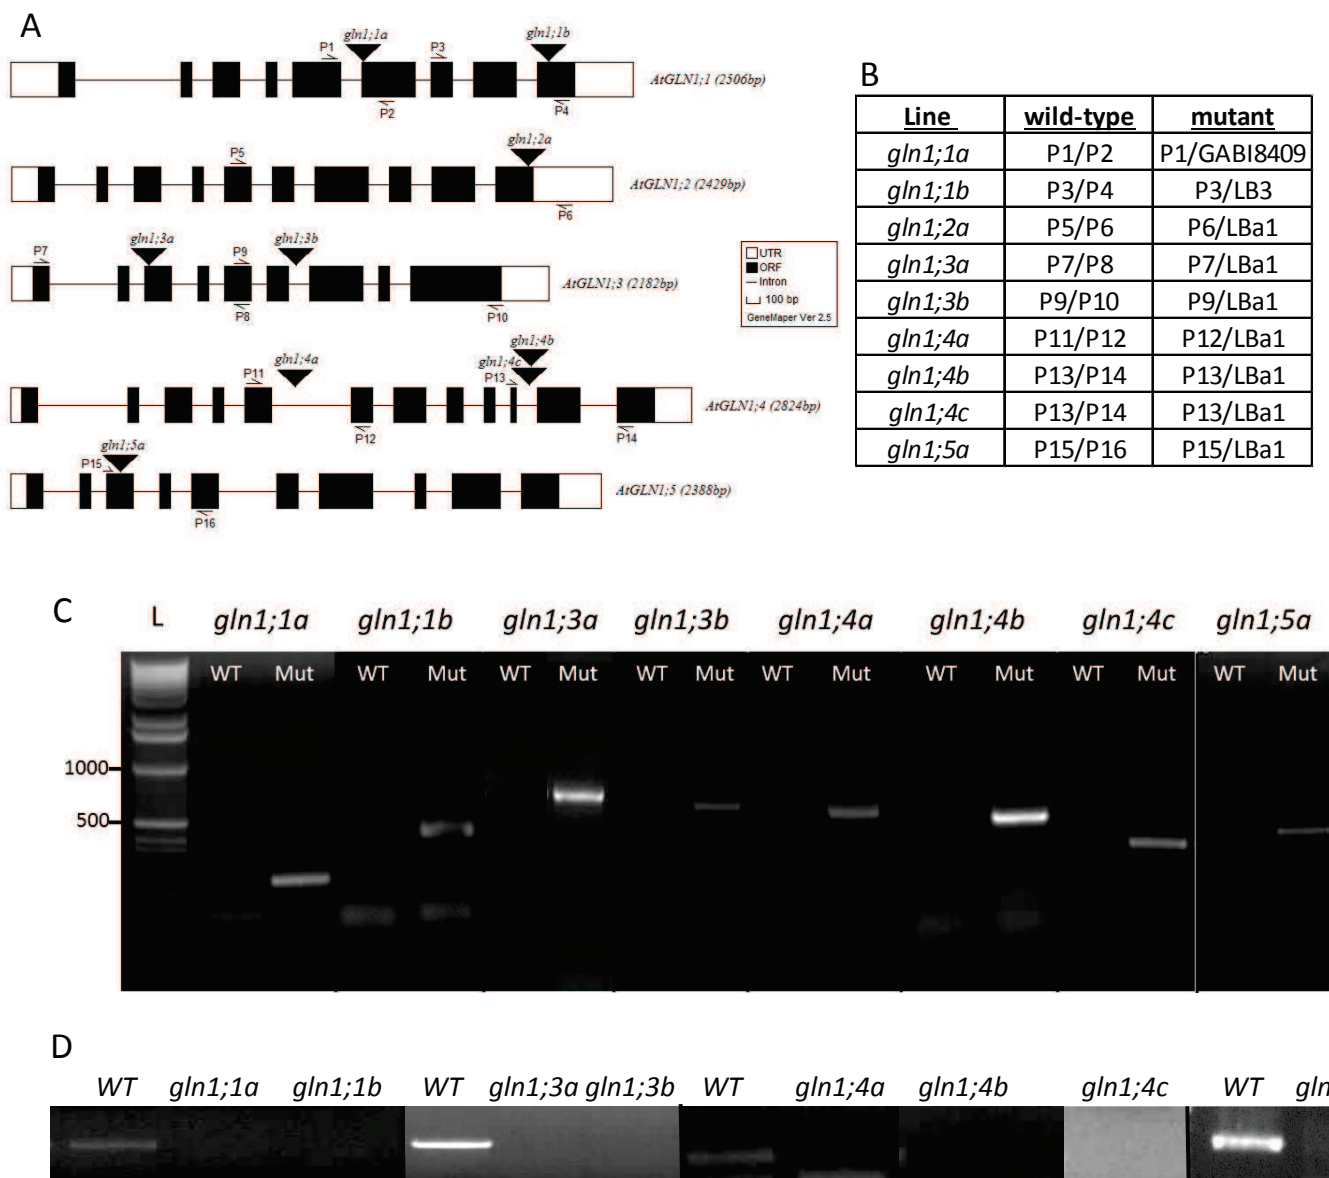 A
gln1;1a
gln1;1b
P1
P3
AtGLN1;1 (2506bp)
P2
P4
gln1;2a
P5
AtGLN1;2 (2429bp)
P6
gln1;3a
gln1;3b
P7
P9
AtGLN1;3 (2182bp)
P8
P10
gln1;4b
gln1;4a
gln1;4c
P11
P13
AtGLN1;4 (2824bp)
P12
P14
gln1;5a
P15
AtGLN1;5 (2388bp)
P16
UTR
ORF
Intron
100 bp
GeneMaper Ver 2.5
B
Line wild-type mutant
gln1;1a P1/P2 P1/GABI8409
gln1;1b P3/P4 P3/LB3
gln1;2a P5/P6 P6/LBa1
gln1;3a P7/P8 P7/LBa1
gln1;3b P9/P10 P9/LBa1
gln1;4a P11/P12 P12/LBa1
gln1;4b P13/P14 P13/LBa1
gln1;4c P13/P14 P13/LBa1
gln1;5a P15/P16 P15/LBa1
C
L gln1;1a gln1;1b gln1;3a gln1;3b gln1;4a gln1;4b gln1;4c gln1;5a
WT Mut WT Mut WT Mut WT Mut WT Mut WT Mut WT Mut WT Mut
1000
500
D
WT gln1;1a gln1;1b WT gln1;3a gln1;3b WT gln1;4a gln1;4b gln1;4c WT gln